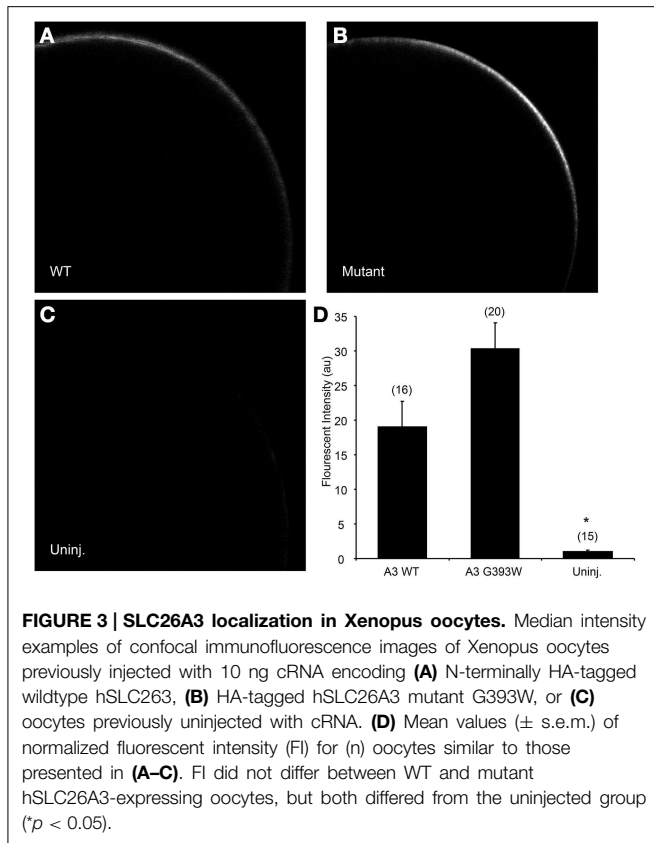 A
B
WT
Mutant
C
D
Uninj.
Flourescent Intensity (au)
35
30
25
20
15
10
5
0
(16)
(20)
*
(15)
A3 WT
A3 G393W
Uninj.
FIGURE 3 | SLC26A3 localization in Xenopus oocytes. Median intensity
examples of confocal immunofluorescence images of Xenopus oocytes
previously injected with 10 ng cRNA encoding (A) N-terminally HA-tagged
wildtype hSLC263, (B) HA-tagged hSLC26A3 mutant G393W, or (C)
oocytes previously uninjected with cRNA. (D) Mean values (± s.e.m.) of
normalized fluorescent intensity (FI) for (n) oocytes similar to those
presented in (A–C). FI did not differ between WT and mutant
hSLC26A3-expressing oocytes, but both differed from the uninjected group
(*p < 0.05).